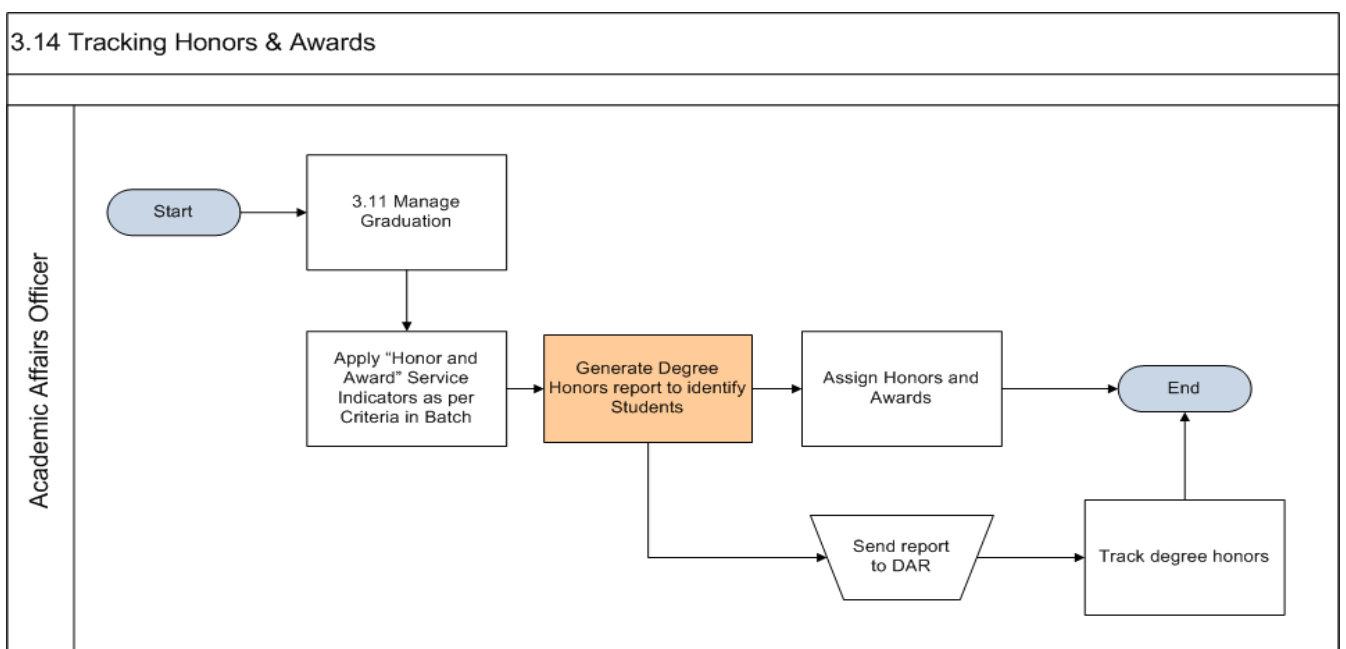 3.14 Tracking Honors & Awards
Academic Affairs Officer
Start
3.11 Manage
Graduation
Apply “Honor and
Award” Service
Indicators as per
Criteria in Batch
Generate Degree
Honors report to identify
Students
Assign Honors and
Awards
End
Send report
to DAR
Track degree honors